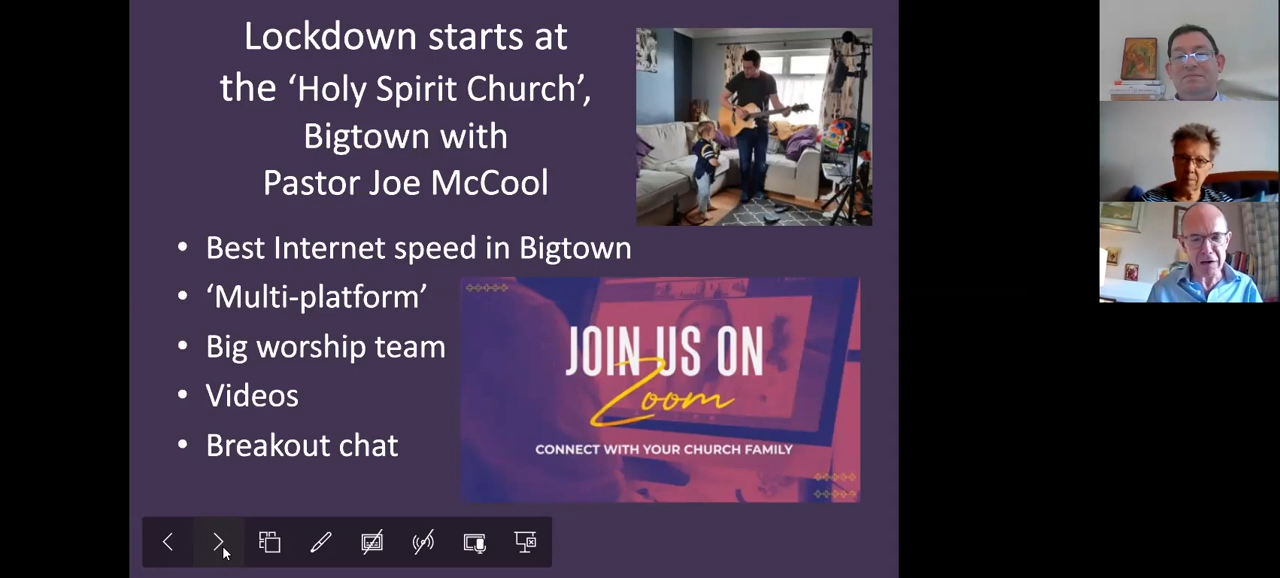 Lockdown starts at
the ‘Holy Spirit Church’,
Bigtown with
Pastor Joe McCool
• Best Internet speed in Bigtown
• ‘Multi-platform’
• Big worship team
• Videos
• Breakout chat
JOIN US ON
Zoom
CONNECT WITH YOUR CHURCH FAMILY